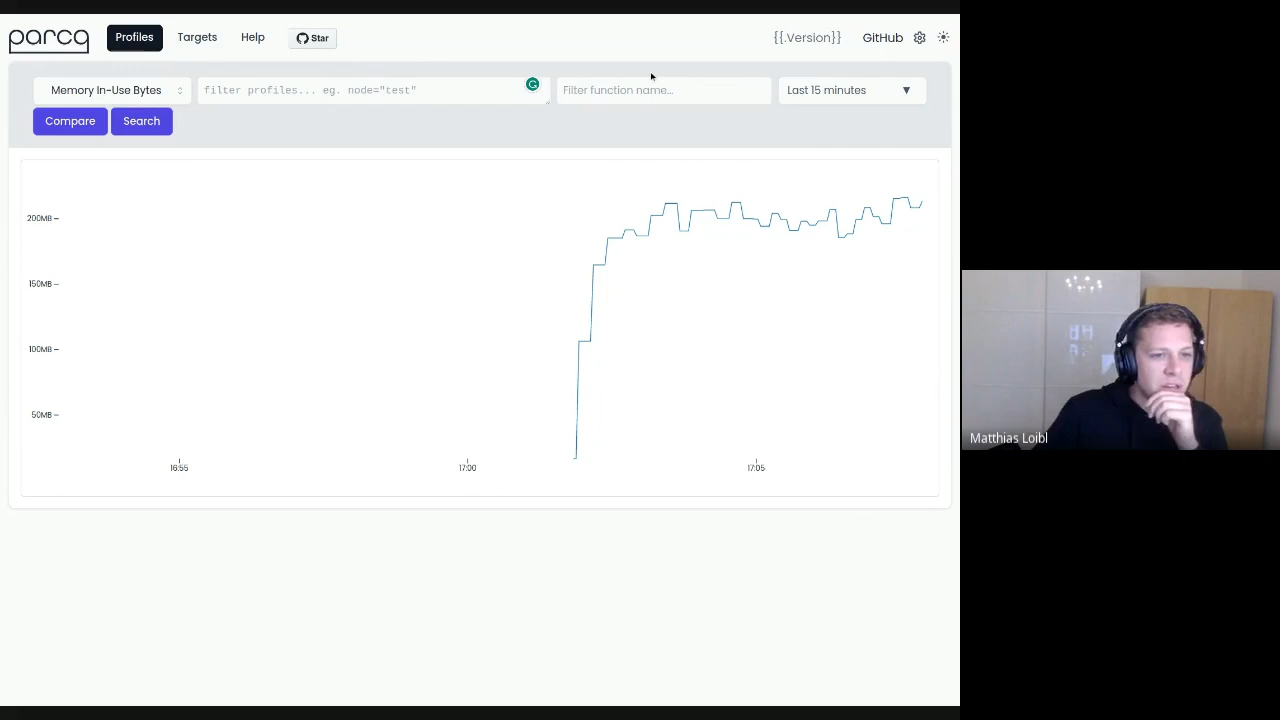 parca
Profiles
Targets
Help
Star
{{.Version}}
GitHub
Memory In-Use Bytes
filter profiles... eg. node="test"
Filter function name...
Last 15 minutes
Compare
Search
200MB
150MB
100MB
50MB
16:55
17:00
17:05
Matthias Loibl